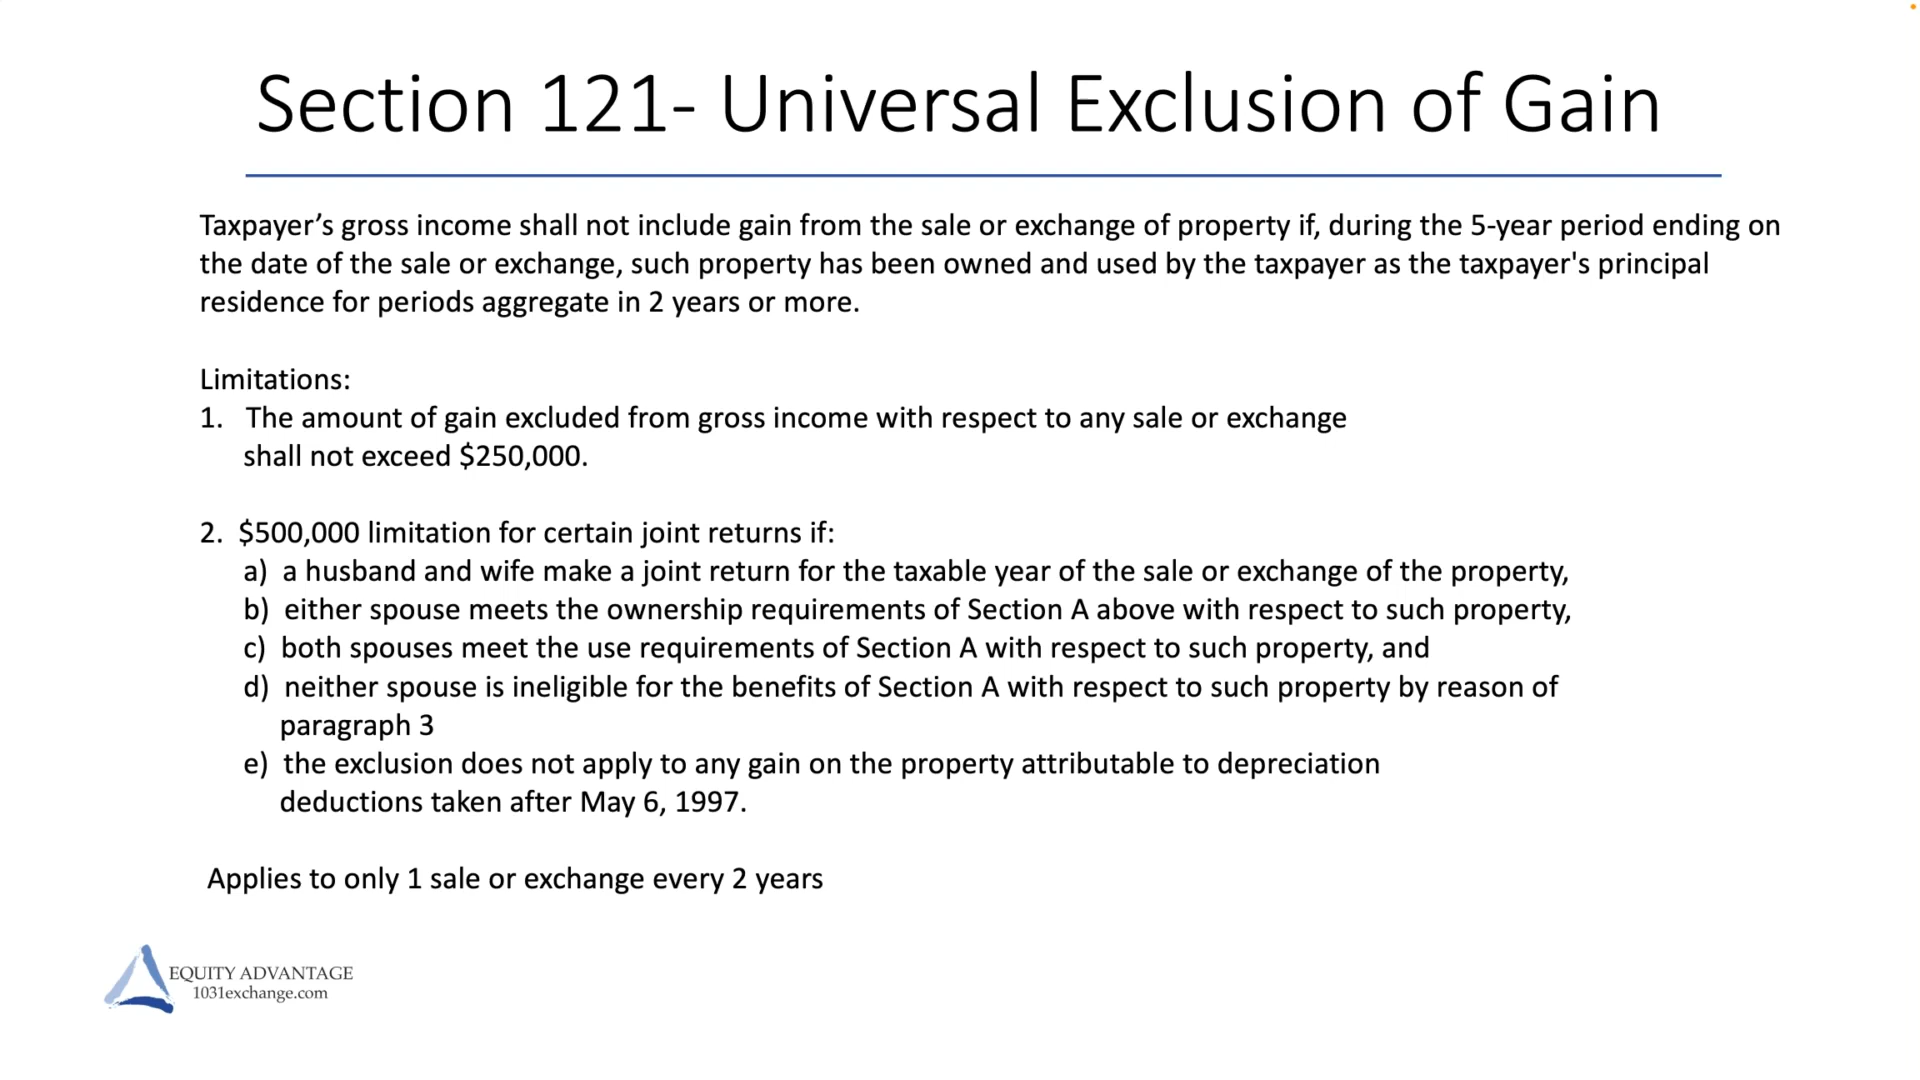 Section 121- Universal Exclusion of Gain
Taxpayer’s gross income shall not include gain from the sale or exchange of property if, during the 5-year period ending on
the date of the sale or exchange, such property has been owned and used by the taxpayer as the taxpayer's principal
residence for periods aggregate in 2 years or more.
Limitations:
1. The amount of gain excluded from gross income with respect to any sale or exchange
shall not exceed $250,000.
2. $500,000 limitation for certain joint returns if:
a) a husband and wife make a joint return for the taxable year of the sale or exchange of the property,
b) either spouse meets the ownership requirements of Section A above with respect to such property,
c) both spouses meet the use requirements of Section A with respect to such property, and
d) neither spouse is ineligible for the benefits of Section A with respect to such property by reason of
paragraph 3
e) the exclusion does not apply to any gain on the property attributable to depreciation
deductions taken after May 6, 1997.
Applies to only 1 sale or exchange every 2 years
EQUITY ADVANTAGE
1031exchange.com